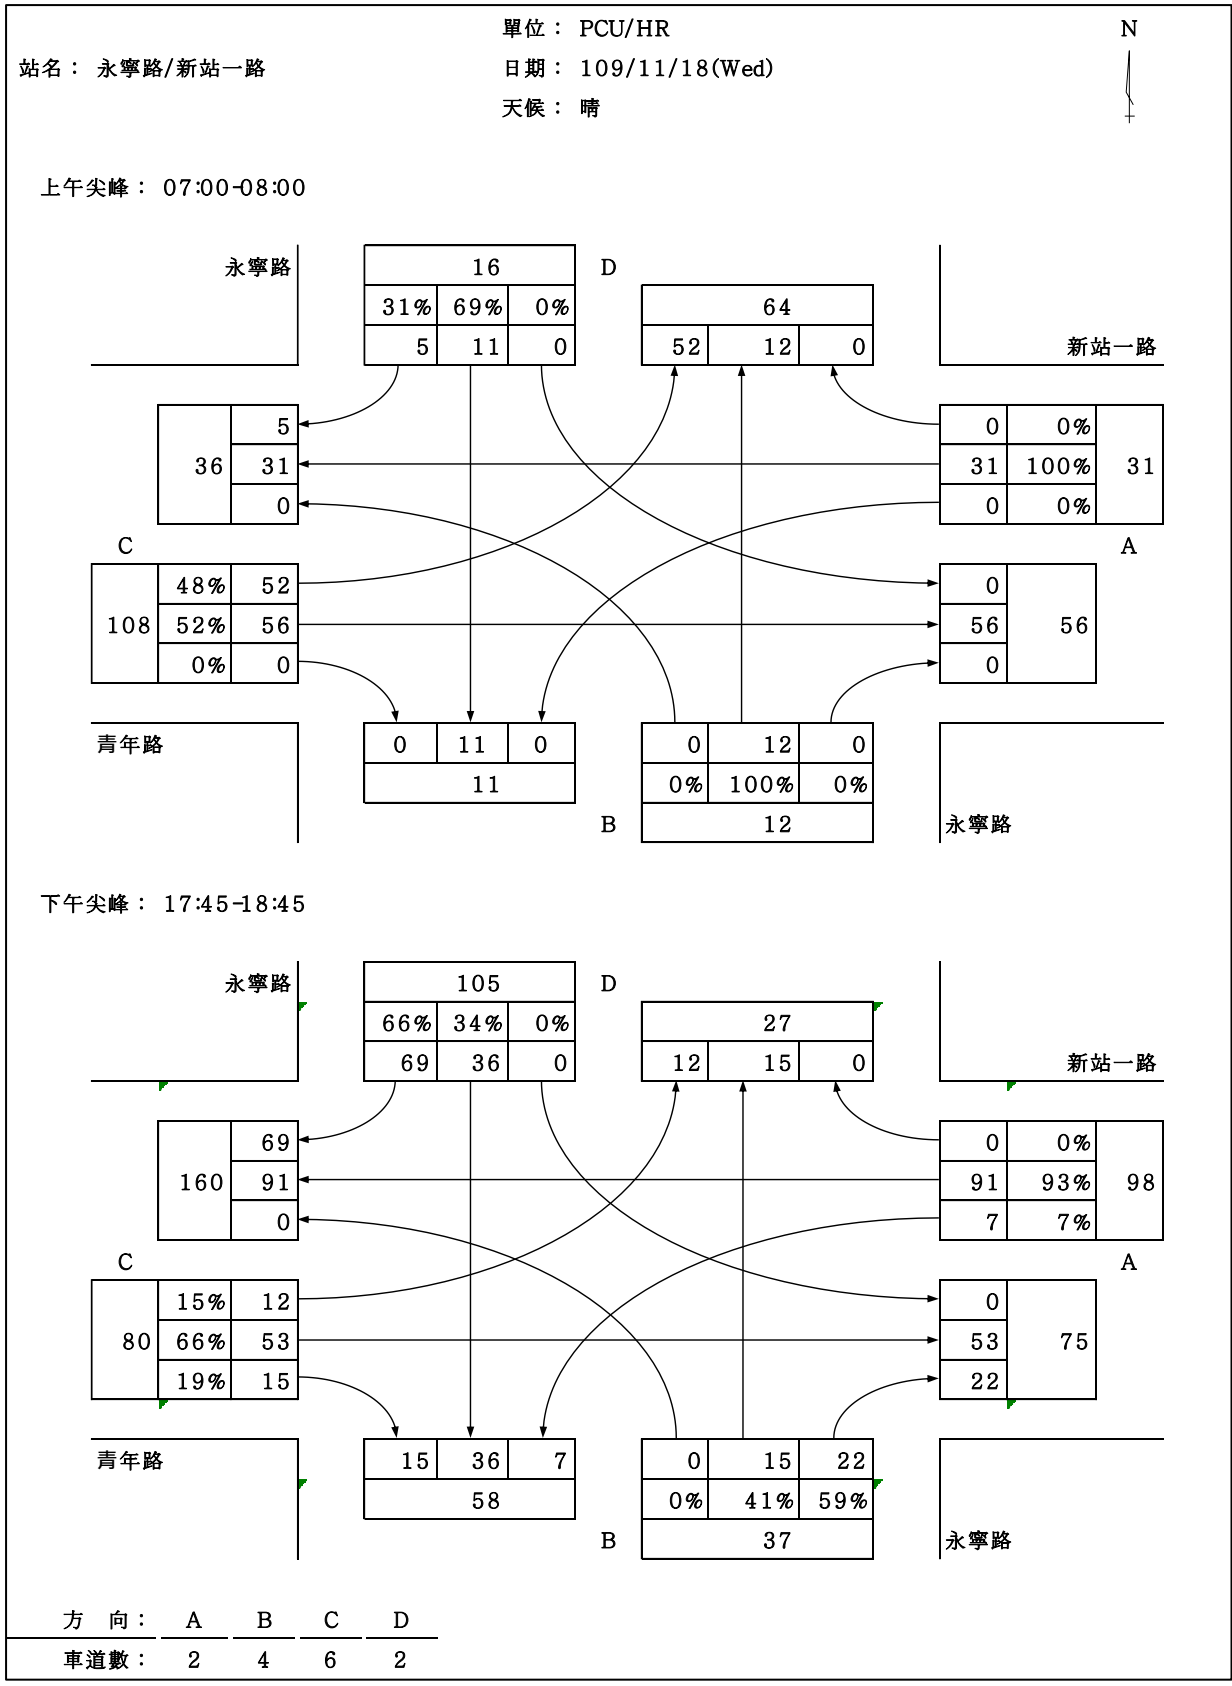 單位： PCU/HR
N
站名： 永寧路/新站一路
日期： 109/11/18(Wed)
天候： 晴
上午尖峰： 07:00-08:00
永寧路
16
D
31% 69% 0%
64
5 11 0
52 12 0
新站一路
5
0 0%
36 31
31 100% 31
0
0 0%
C
A
48% 52
0
108 52% 56
56 56
0% 0
0
青年路
0 11 0
0 12 0
11
0% 100% 0%
B
12
永寧路
下午尖峰： 17:45-18:45
永寧路
105
D
66% 34% 0%
27
69 36 0
12 15 0
新站一路
69
0 0%
160 91
91 93% 98
0
7 7%
C
A
15% 12
0
80 66% 53
53 75
19% 15
22
青年路
15 36 7
0 15 22
58
0% 41% 59%
B
37
永寧路
方 向： A B C D
車道數： 2 4 6 2